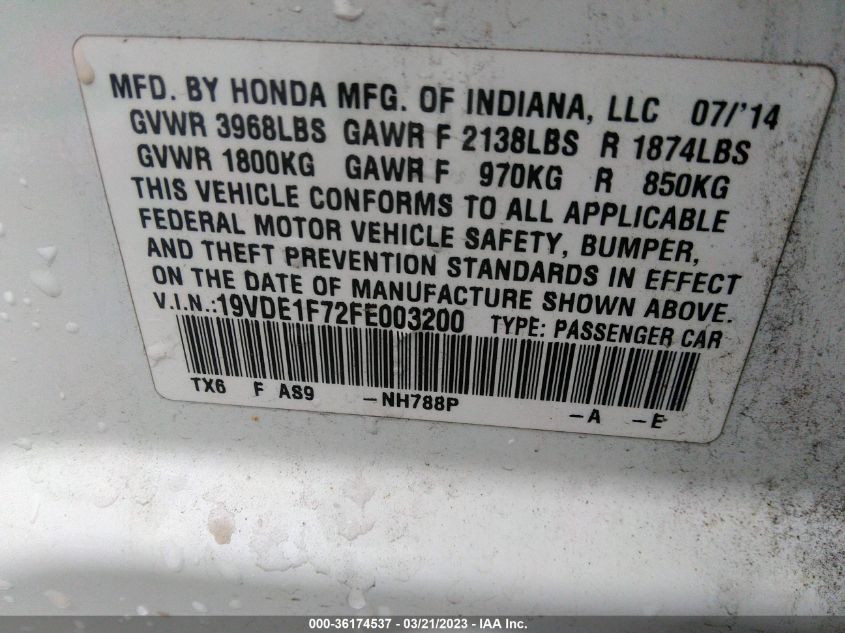 MFD. BY HONDA MFG. OF INDIANA, LLC 07/'14
GVWR 3968LBS GAWR F 2138LBS R 1874LBS
GVWR 1800KG GAWR F 970KG R 850KG
THIS VEHICLE CONFORMS TO ALL APPLICABLE
FEDERAL MOTOR VEHICLE SAFETY, BUMPER,
AND THEFT PREVENTION STANDARDS IN EFFECT
ON THE DATE OF MANUFACTURE SHOWN ABOVE.
V.I.N.:19VDE1F72FE003200 TYPE: PASSENGER CAR
TX6 F AS9 -NH788P -A -E
000-36174537 - 03/21/2023 - IAA Inc.